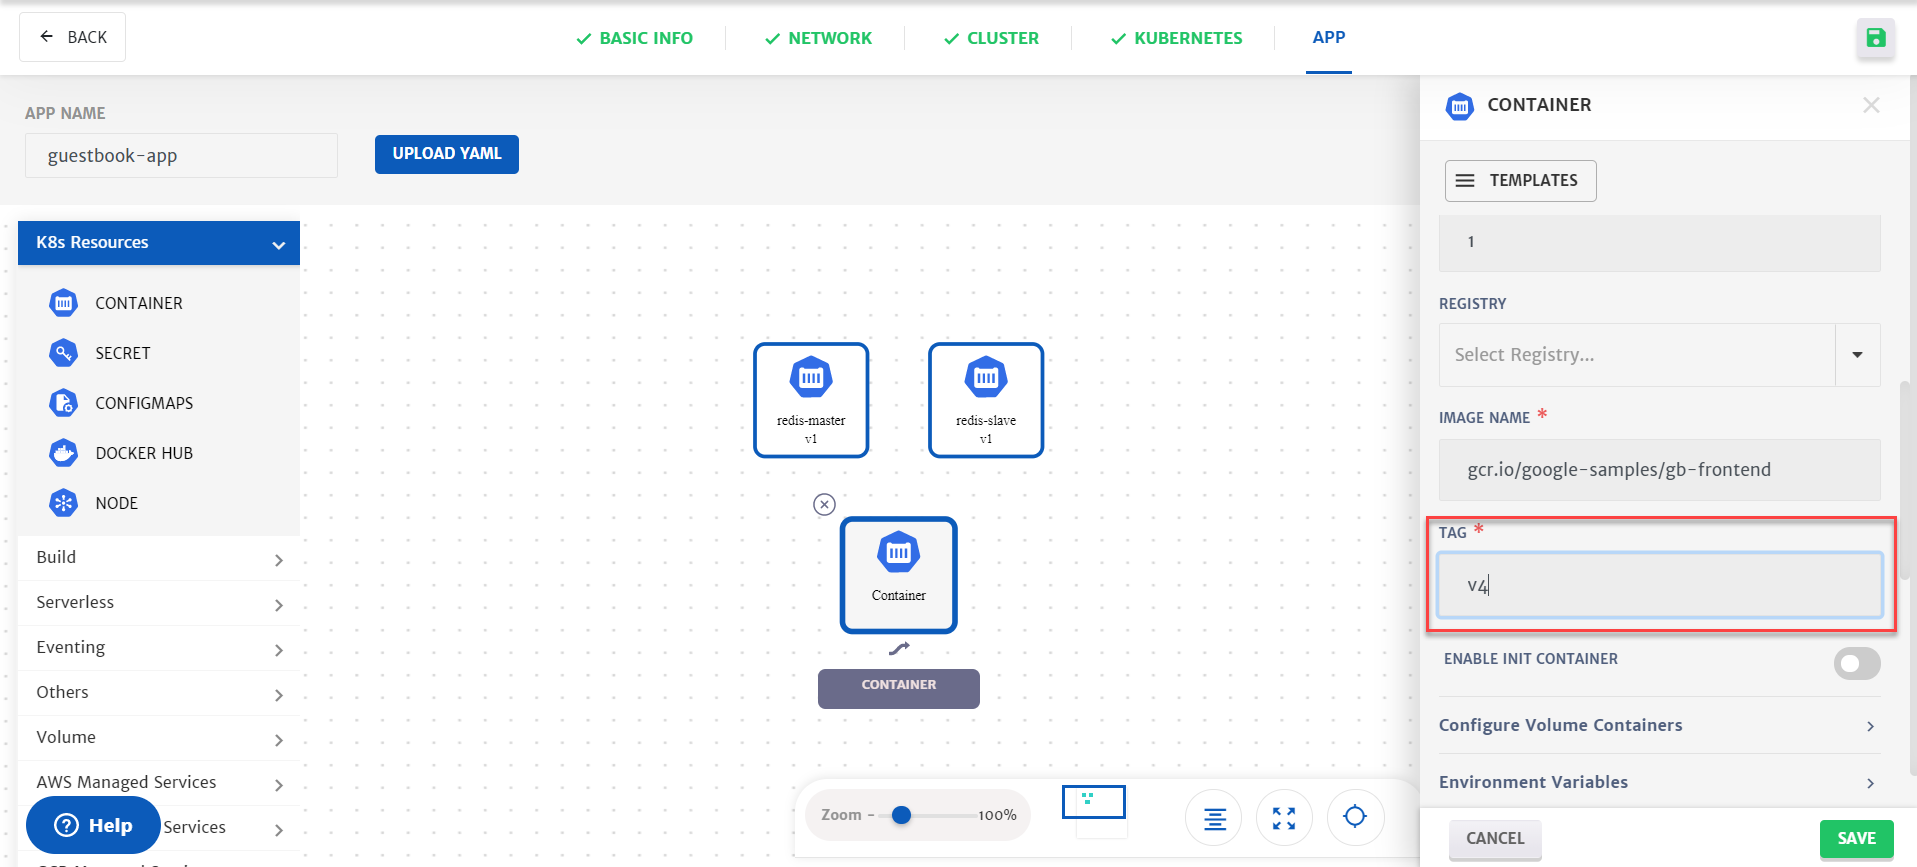 BACK
BASIC INFO
NETWORK
CLUSTER
KUBERNETES
APP
APP NAME
guestbook-app
UPLOAD YAML
K8s Resources
CONTAINER
SECRET
CONFIGMAPS
DOCKER HUB
NODE
Build
Serverless
Eventing
Others
Volume
AWS Managed Services
Services
Help
redis-master
v1
redis-slave
v1
Container
CONTAINER
Zoom
100%
CONTAINER
TEMPLATES
1
REGISTRY
Select Registry...
IMAGE NAME *
gcr.io/google-samples/gb-frontend
TAG *
v4
ENABLE INIT CONTAINER
Configure Volume Containers
Environment Variables
CANCEL
SAVE